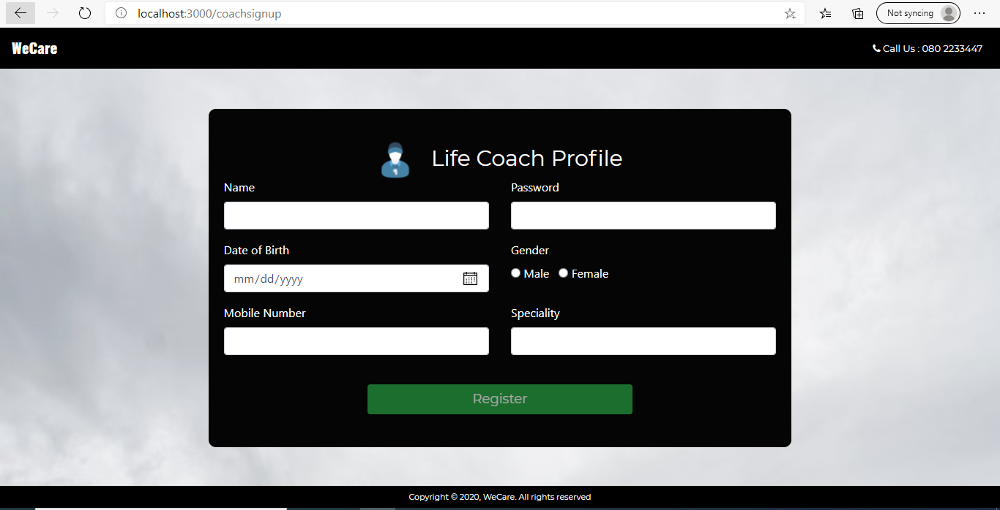 localhost:3000/coachsignup
Not syncing
WeCare
Call Us : 080 2233447
Life Coach Profile
Name
Password
Date of Birth
mm/dd/yyyy
Gender
Male
Female
Mobile Number
Speciality
Register
Copyright © 2020, WeCare. All rights reserved